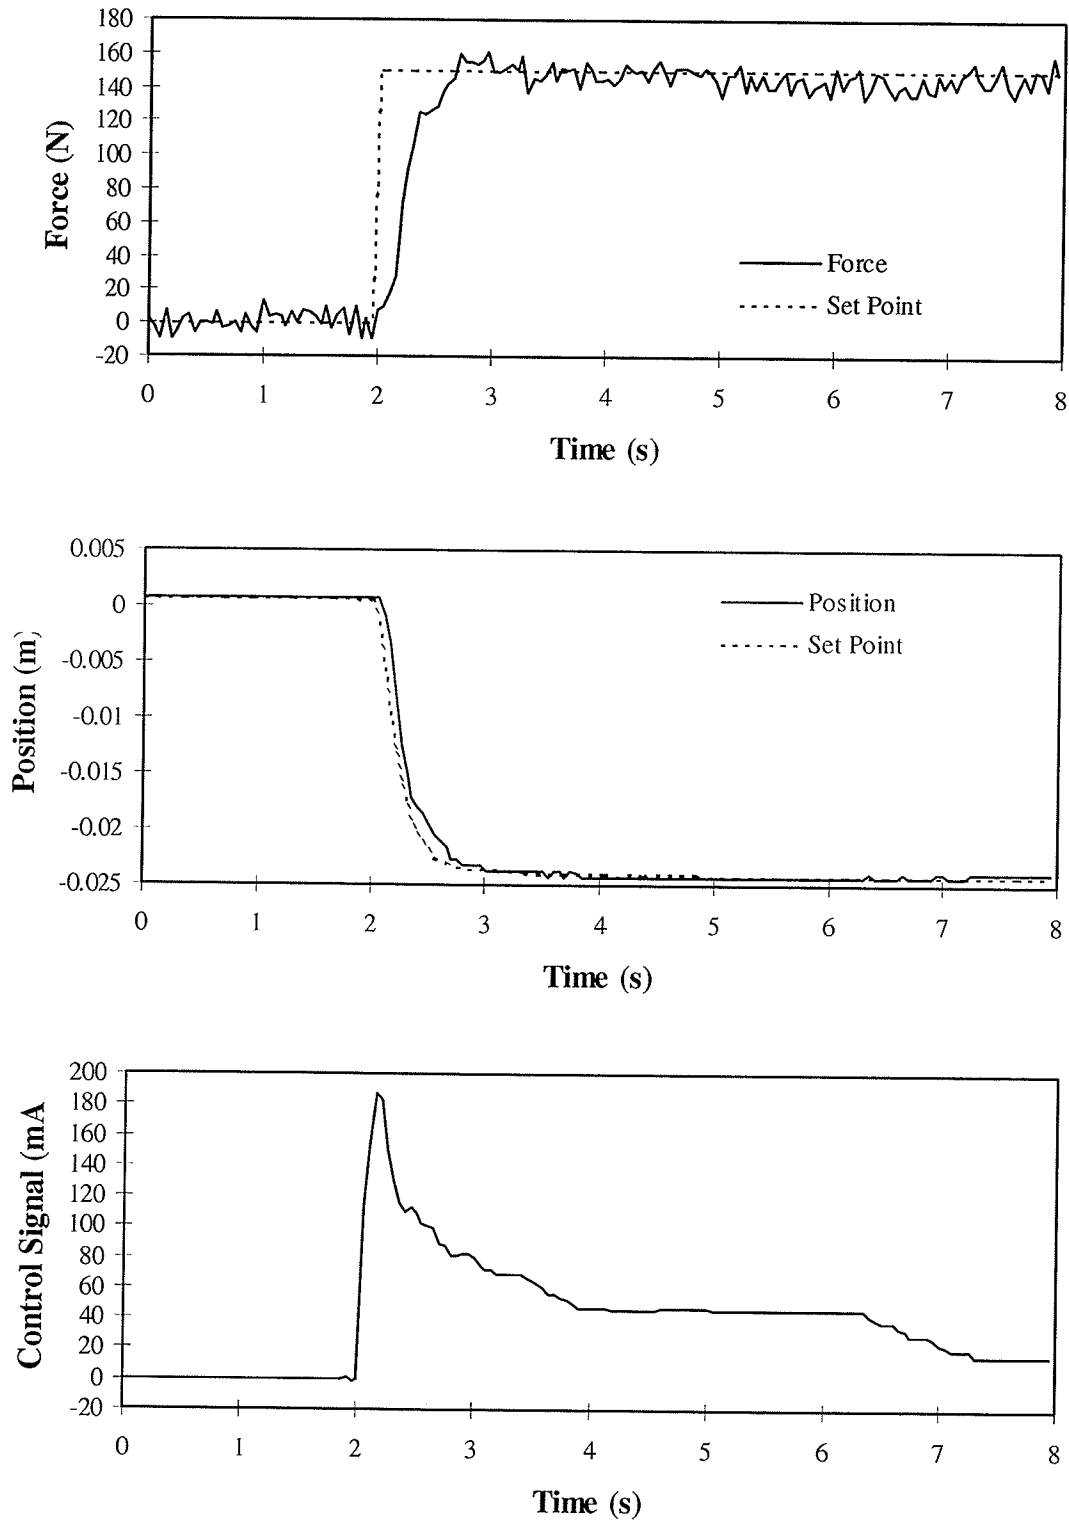 180
160
140
120
100
80
60
40
20
0
-20
Force (N)
Force
Set Point
0 1 2 3 4 5 6 7 8
Time (s)
0.005
0
-0.005
-0.01
-0.015
-0.02
-0.025
Position (m)
Position
Set Point
0 1 2 3 4 5 6 7 8
Time (s)
200
180
160
140
120
100
80
60
40
20
0
-20
Control Signal (mA
0 1 2 3 4 5 6 7 8
Time (s)